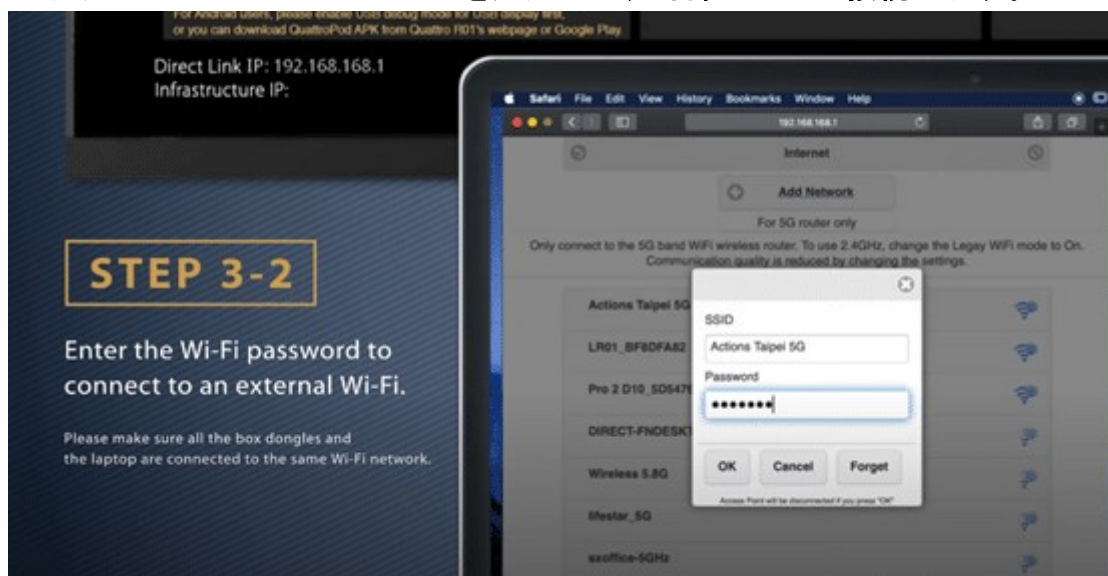 For Android users, please enable USB debug mode for USB display first,
or you can download QuattroPod APK from Quattro R01's webpage or Google Play
Direct Link IP: 192.168.168.1
Infrastructure IP:
STEP 3-2
Enter the Wi-Fi password to
connect to an external Wi-Fi.
Please make sure all the box dongles and
the laptop are connected to the same Wi-Fi network.
Safari File Edit View History Bookmarks Window Help
192.168.168.1
Internet
Add Network
For 5G router only
Only connect to the 5G band WiFi wireless router. To use 2.4GHz, change the Legay WiFi mode to On.
Communication quality is reduced by changing the settings.
Actions Taipei 5G
LR01_BF8DFA82
Pro 2 D10_5D5476
DIRECT-FNDESKT
Wireless 5.8G
lifestar_5G
sxoffice-5GHz
SSID
Actions Taipei 5G
Password
•••••••
OK Cancel Forget
Access Point will be disconnected if you press "OK"